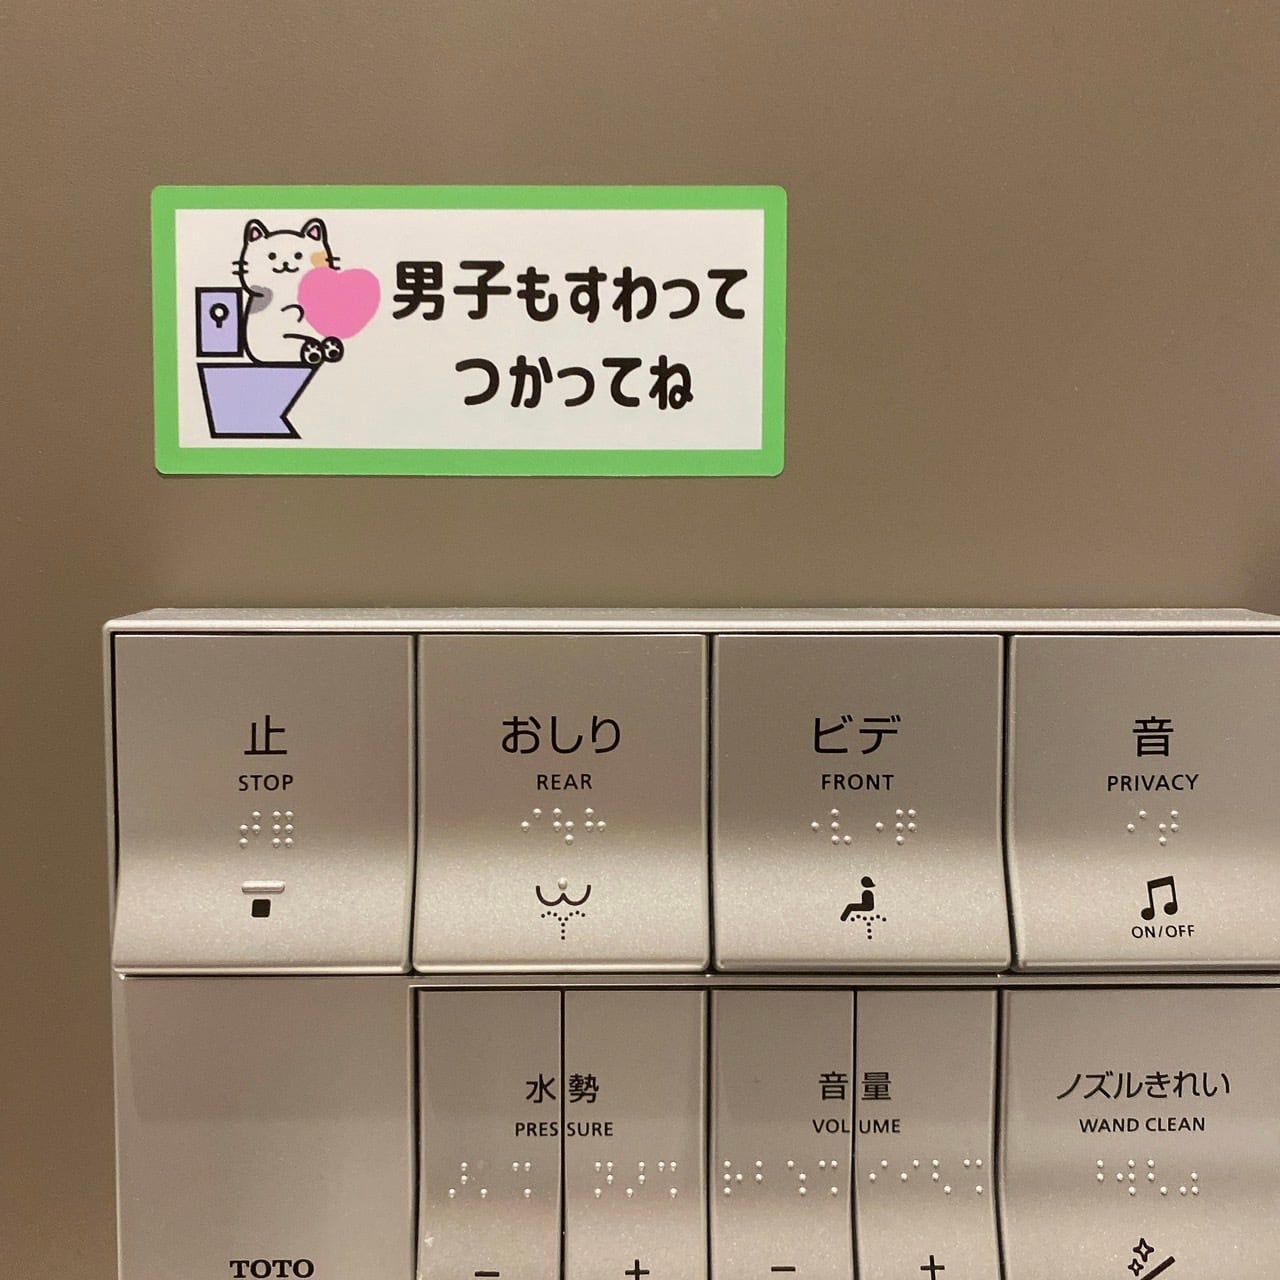 男子もすわって
つかってね
止
STOP
おしり
REAR
ビデ
FRONT
音
PRIVACY
ON/OFF
水勢
PRESSURE
音量
VOLUME
ノズルきれい
WAND CLEAN
TOTO
− +
− +